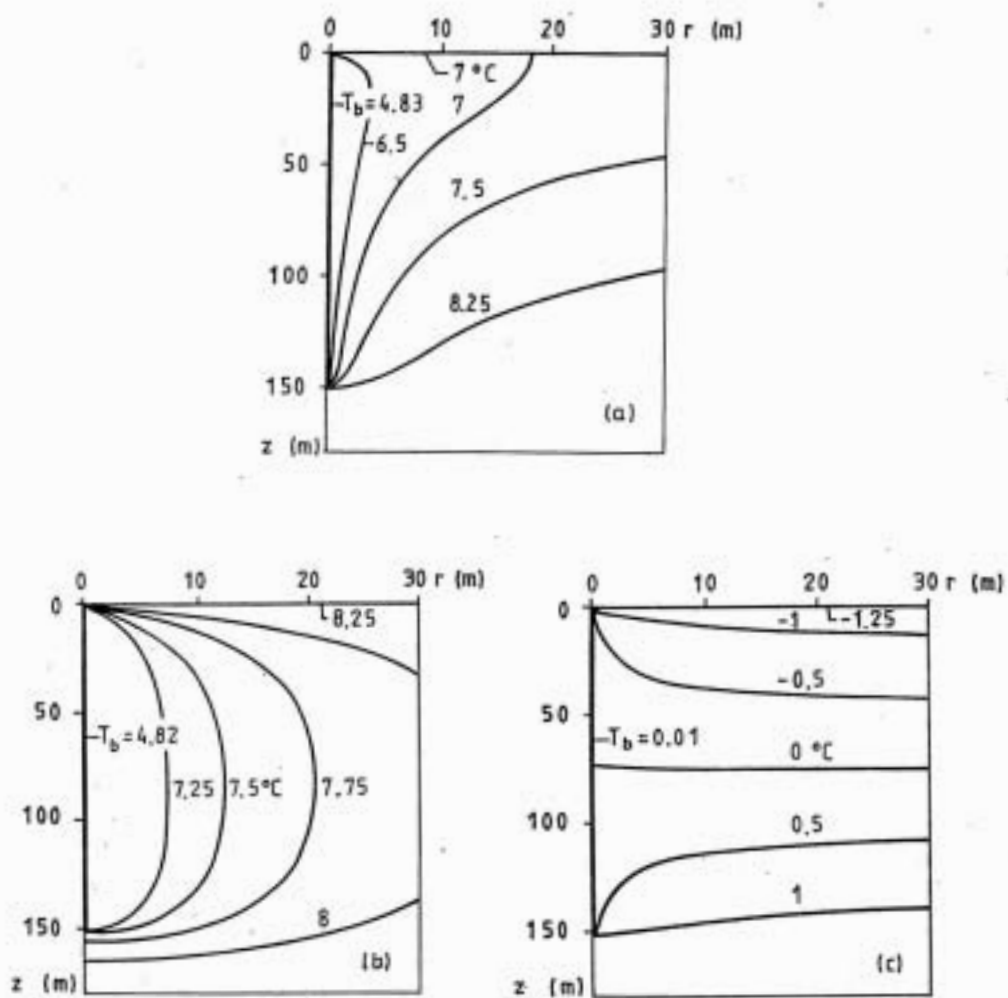 0 10 20 30 r (m)
0
7 °C
T_b=4.83 7
6,5
50
7,5
100
8.25
150
(a)
z (m)
0 10 20 30 r (m)
0
8,25
50
T_b=4.82
7,25 7,5°C 7,75
100
150
8
(b)
z (m)
0 10 20 30 r (m)
0
-1 -1.25
-0,5
50
T_b=0.01 0 °C
100
0,5
1
150
(c)
z (m)